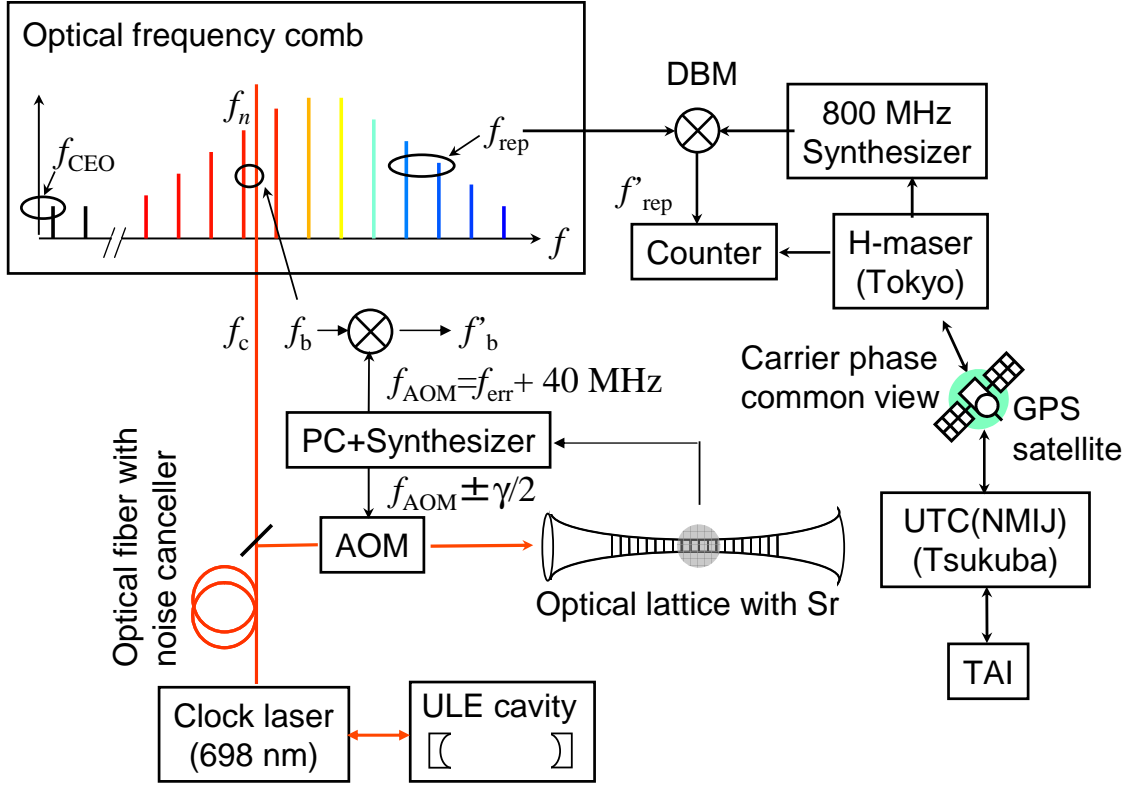 Optical frequency comb
f_n
f_CEO
f_rep
f
DBM
800 MHz
Synthesizer
f'_rep
Counter
H-maser
(Tokyo)
f_c
f_b
f'_b
f_AOM=f_err+ 40 MHz
Carrier phase
common view
GPS
satellite
PC+Synthesizer
f_AOM ± γ/2
AOM
Optical fiber with
noise canceller
Optical lattice with Sr
UTC(NMIJ)
(Tsukuba)
TAI
Clock laser
(698 nm)
ULE cavity